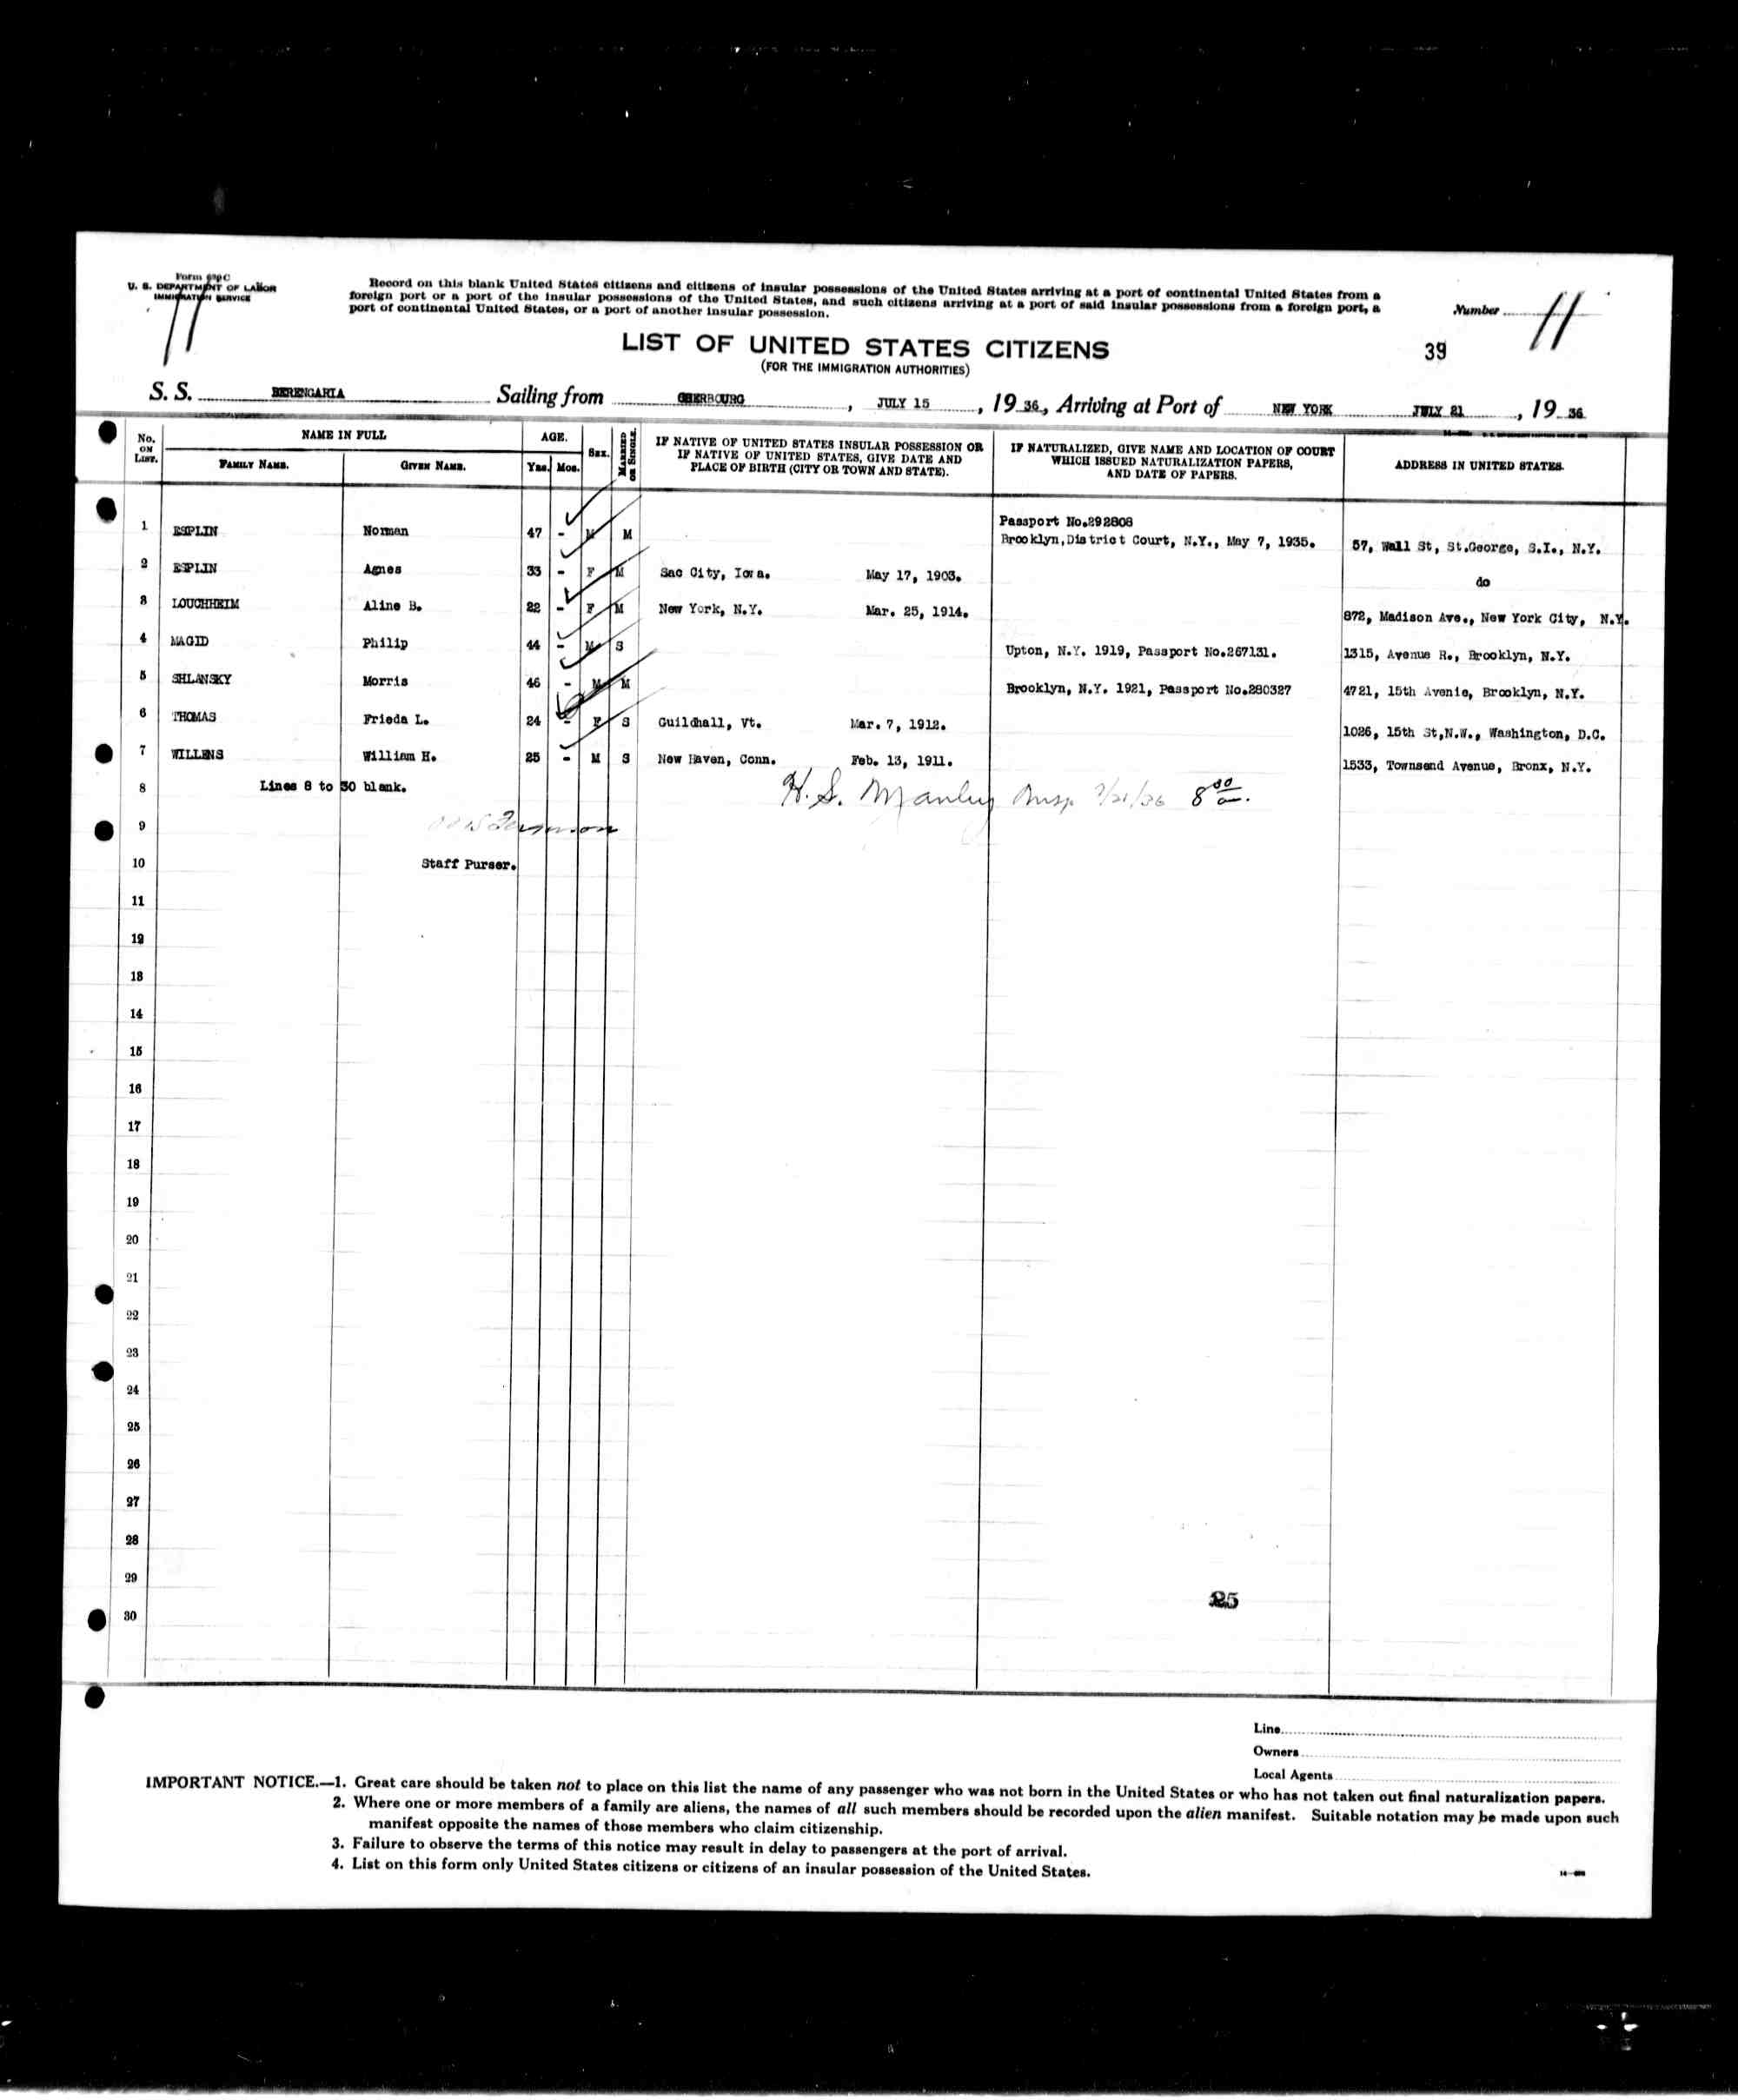 Form 630 C
U. S. DEPARTMENT OF LABOR
IMMIGRATION SERVICE
11
Record on this blank United States citizens and citizens of insular possessions of the United States arriving at a port of continental United States from a
foreign port or a port of the insular possessions of the United States, and such citizens arriving at a port of said insular possessions from a foreign port, a
port of continental United States, or a port of another insular possession.
Number 11
LIST OF UNITED STATES CITIZENS
(FOR THE IMMIGRATION AUTHORITIES)
39
S. S. BERENGARIA Sailing from CHERBOURG, JULY 15, 1936, Arriving at Port of NEW YORK JULY 21, 1936
No. ON LIST. NAME IN FULL FAMILY NAME. GIVEN NAME. AGE. Yrs. Mos. Sex. MARRIED OR SINGLE. IF NATIVE OF UNITED STATES INSULAR POSSESSION OR IF NATIVE OF UNITED STATES, GIVE DATE AND PLACE OF BIRTH (CITY OR TOWN AND STATE). IF NATURALIZED, GIVE NAME AND LOCATION OF COURT WHICH ISSUED NATURALIZATION PAPERS, AND DATE OF PAPERS. ADDRESS IN UNITED STATES.
Passport No.292808
1 ESPLIN Norman 47 - M M Brooklyn,District Court, N.Y., May 7, 1935. 57, Wall St, St.George, S.I., N.Y.
2 ESPLIN Agnes 33 - F M Sac City, Iowa. May 17, 1903. do
3 LOUCHHEIM Aline B. 22 - F M New York, N.Y. Mar. 25, 1914. 872, Madison Ave., New York City, N.Y.
4 MAGID Philip 44 - M S Upton, N.Y. 1919, Passport No.267131. 1315, Avenue R., Brooklyn, N.Y.
5 SHLANSKY Morris 46 - M M Brooklyn, N.Y. 1921, Passport No.280327 4721, 15th Avenie, Brooklyn, N.Y.
6 THOMAS Frieda L. 24 - F S Guildhall, Vt. Mar. 7, 1912. 1026, 15th St,N.W., Washington, D.C.
7 WILLENS William H. 25 - M S New Haven, Conn. Feb. 13, 1911. 1533, Townsend Avenue, Bronx, N.Y.
8 Lines 8 to 30 blank. H. S. Manley Insp 7/21/36 8
9
10 Staff Purser.
11
12
13
14
15
16
17
18
19
20
21
22
23
24
25
26
27
28
29
25
30
Line
Owners
Local Agents
IMPORTANT NOTICE.—1. Great care should be taken not to place on this list the name of any passenger who was not born in the United States or who has not taken out final naturalization papers.
2. Where one or more members of a family are aliens, the names of all such members should be recorded upon the alien manifest. Suitable notation may be made upon such
manifest opposite the names of those members who claim citizenship.
3. Failure to observe the terms of this notice may result in delay to passengers at the port of arrival.
4. List on this form only United States citizens or citizens of an insular possession of the United States.